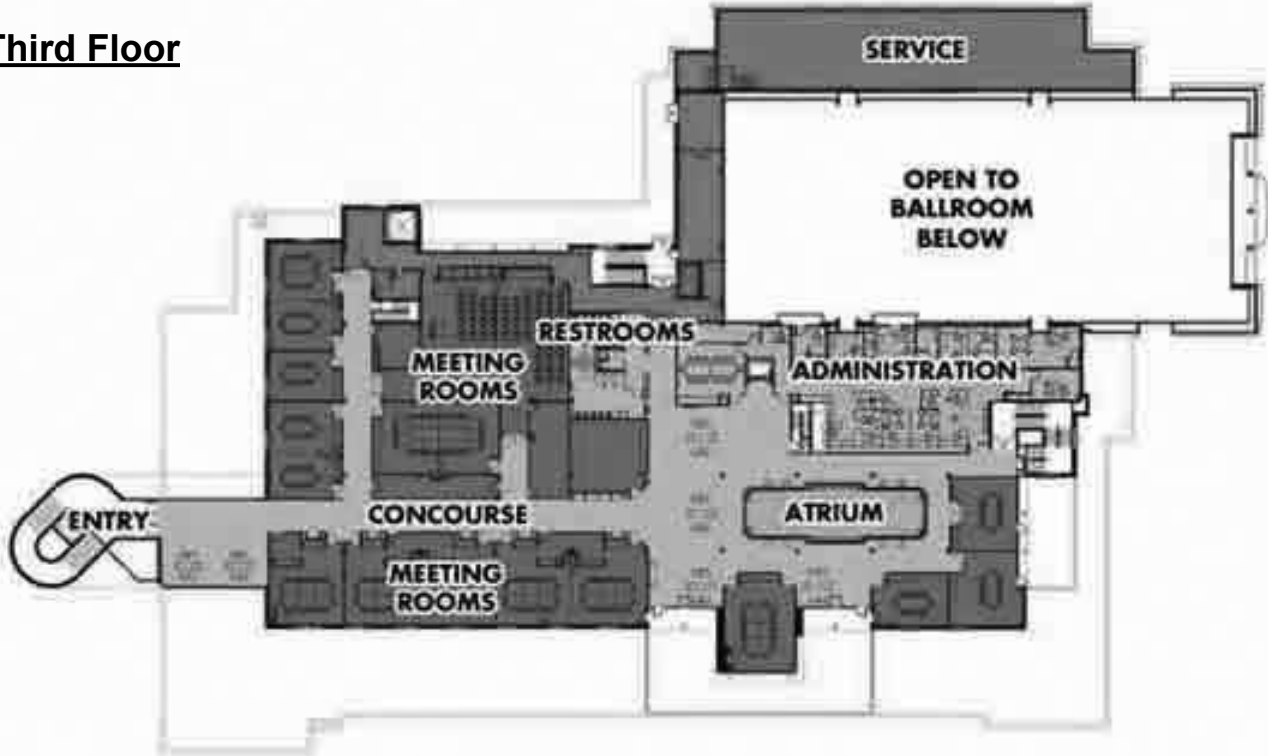 Third Floor
SERVICE
OPEN TO
BALLROOM
BELOW
RESTROOMS
MEETING
ROOMS
ADMINISTRATION
ENTRY
CONCOURSE
ATRIUM
MEETING
ROOMS